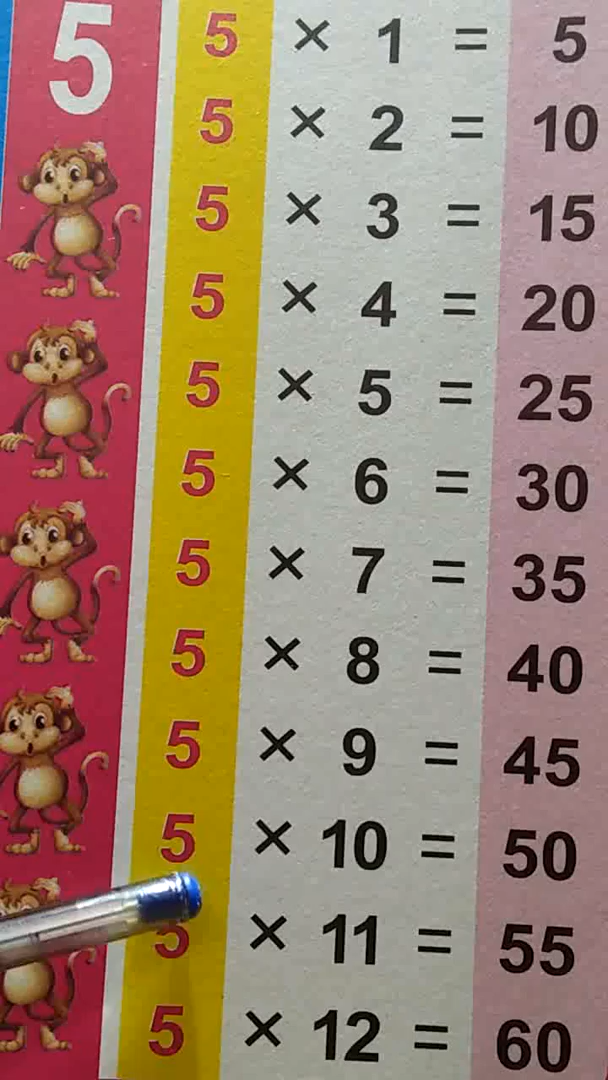 5
5 × 1 = 5
5 × 2 = 10
5 × 3 = 15
5 × 4 = 20
5 × 5 = 25
5 × 6 = 30
5 × 7 = 35
5 × 8 = 40
5 × 9 = 45
5 × 10 = 50
5 × 11 = 55
5 × 12 = 60